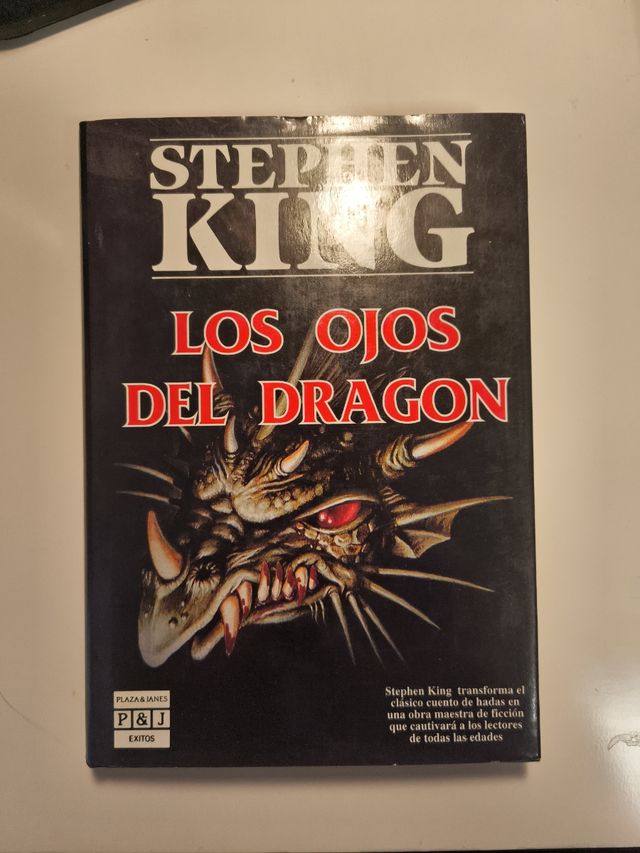 STEPHEN
KING
LOS OJOS
DEL DRAGON
PLAZA & JANES
P & J
EXITOS
Stephen King transforma el
clásico cuento de hadas en
una obra maestra de ficción
que cautivará a los lectores
de todas las edades